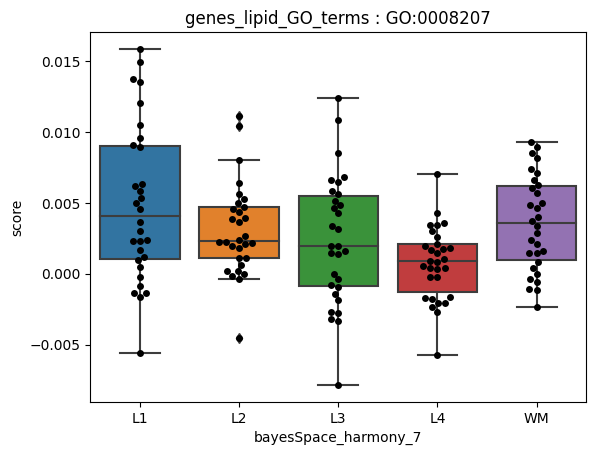 genes_lipid_GO_terms : GO:0008207
0.015
0.010
0.005
0.000
−0.005
score
L1 L2 L3 L4 WM
bayesSpace_harmony_7